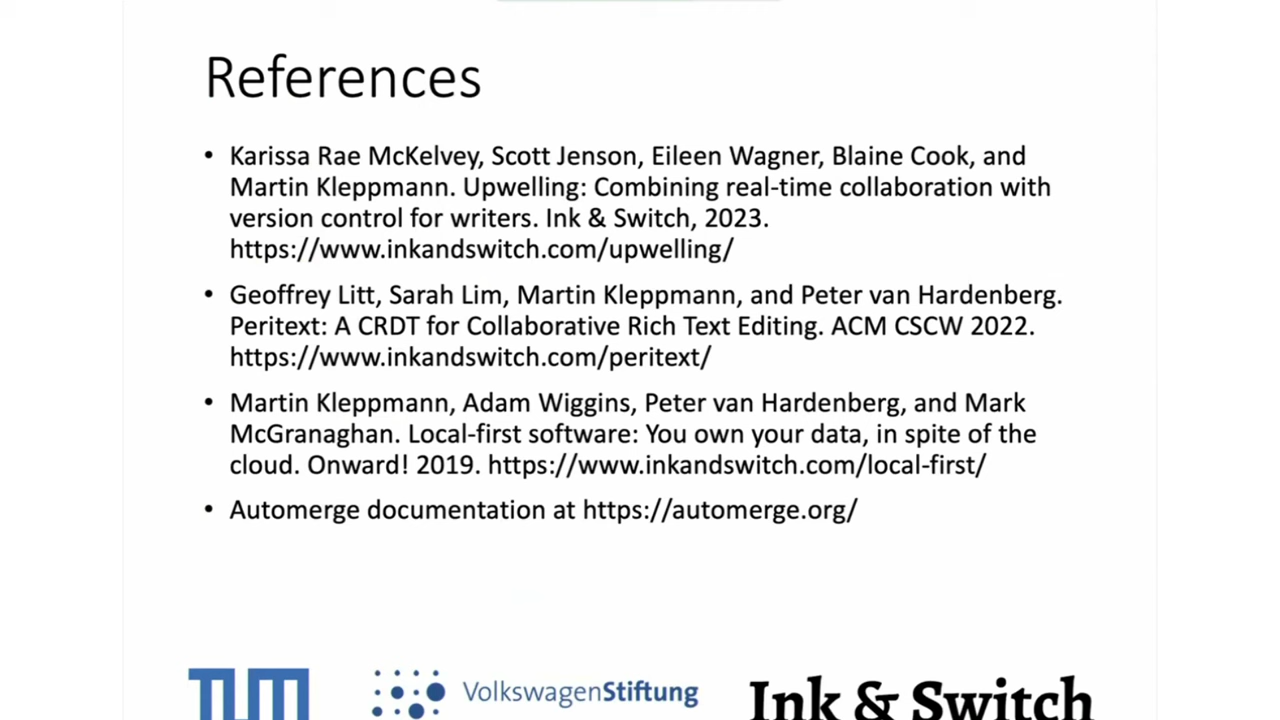 References
• Karissa Rae McKelvey, Scott Jenson, Eileen Wagner, Blaine Cook, and
Martin Kleppmann. Upwelling: Combining real-time collaboration with
version control for writers. Ink & Switch, 2023.
https://www.inkandswitch.com/upwelling/
• Geoffrey Litt, Sarah Lim, Martin Kleppmann, and Peter van Hardenberg.
Peritext: A CRDT for Collaborative Rich Text Editing. ACM CSCW 2022.
https://www.inkandswitch.com/peritext/
• Martin Kleppmann, Adam Wiggins, Peter van Hardenberg, and Mark
McGranaghan. Local-first software: You own your data, in spite of the
cloud. Onward! 2019. https://www.inkandswitch.com/local-first/
• Automerge documentation at https://automerge.org/
TUM VolkswagenStiftung Ink & Switch